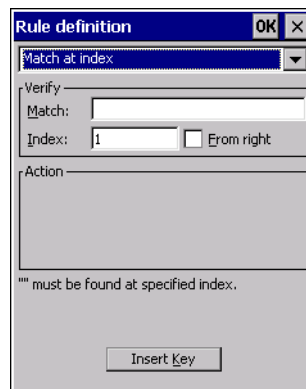 Rule definition OK ×
Match at index
Verify
Match:
Index: 1 From right
Action
"" must be found at specified index.
Insert Key